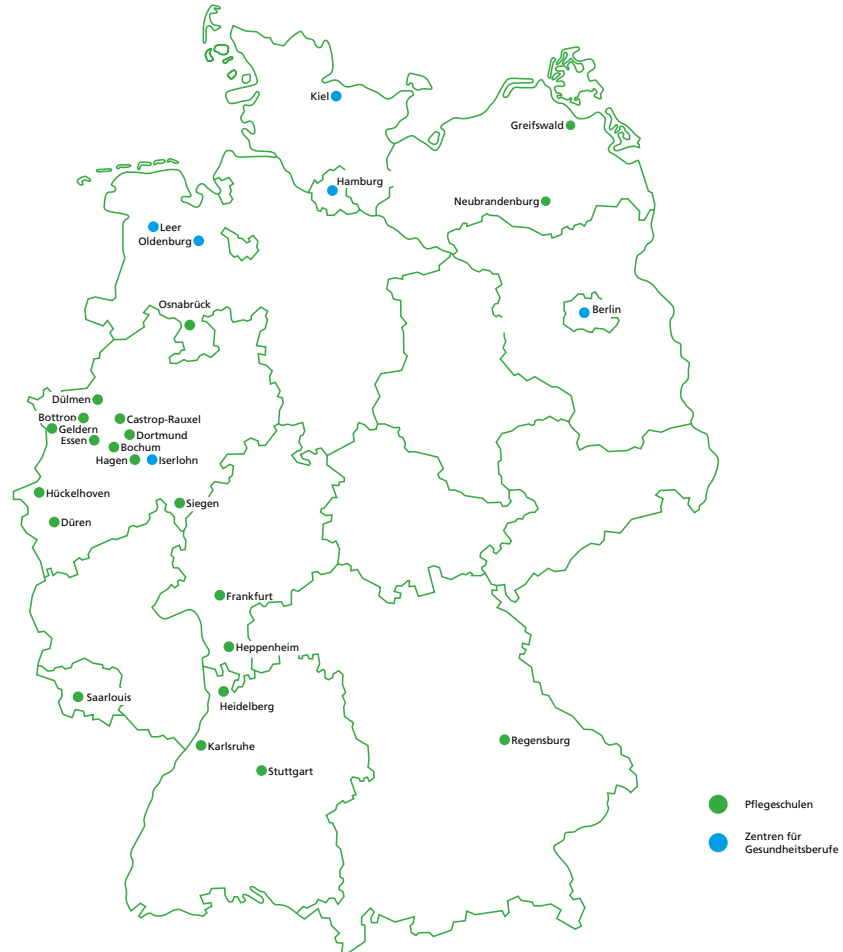 Kiel
Greifswald
Hamburg
Neubrandenburg
Leer
Oldenburg
Osnabrück
Berlin
Dülmen
Bottrop
Castrop-Rauxel
Geldern
Dortmund
Essen
Bochum
Hagen
Iserlohn
Hückelhoven
Siegen
Düren
Frankfurt
Heppenheim
Saarlouis
Heidelberg
Karlsruhe
Regensburg
Stuttgart
Pflegeschulen
Zentren für
Gesundheitsberufe